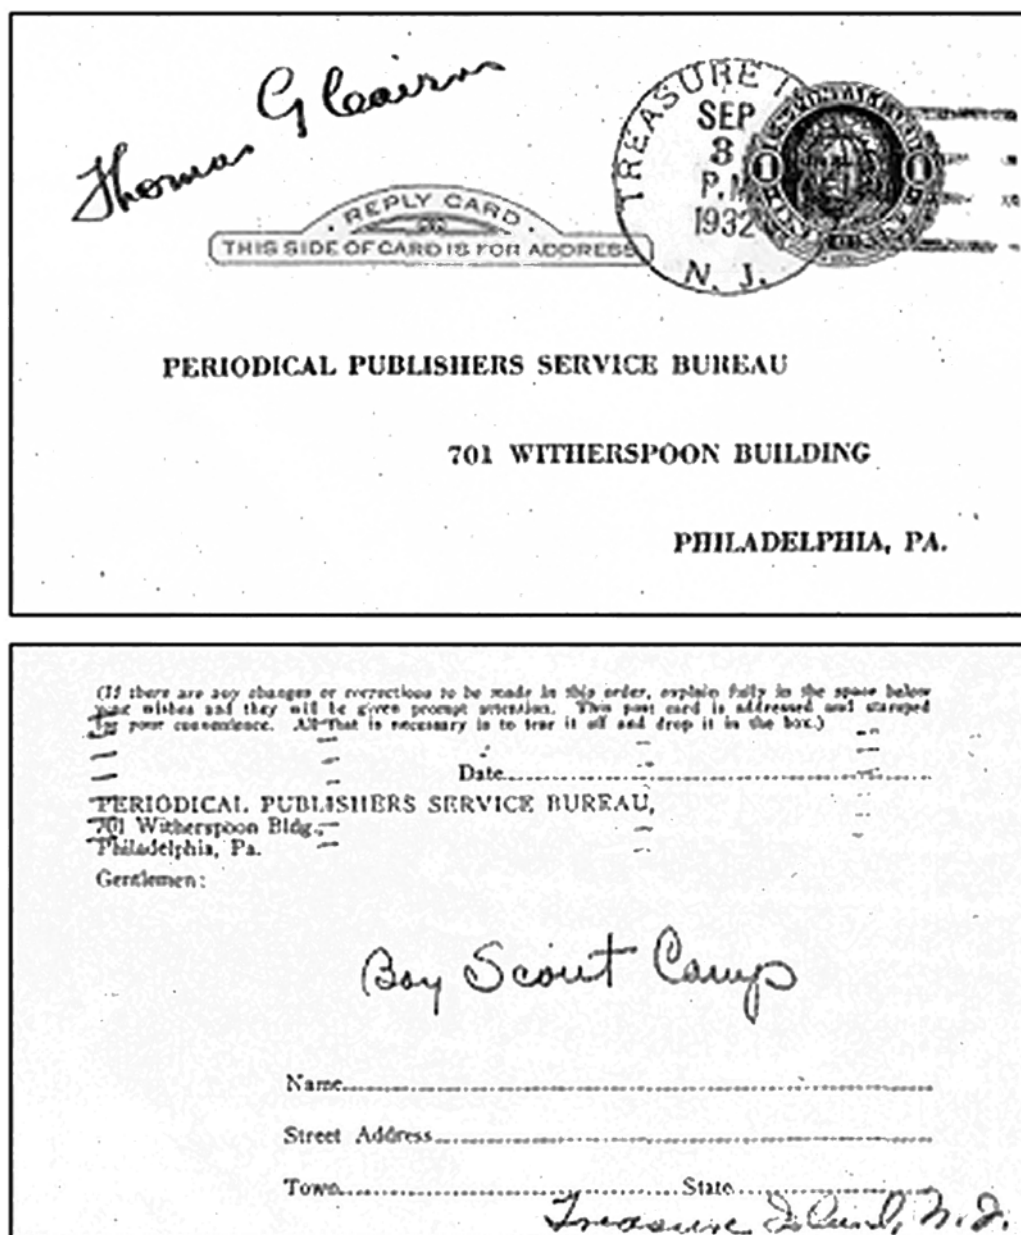 Thomas G Cairns
TREASURE I
SEP
3
P.M
1932
N. J.
1 1
REPLY CARD
THIS SIDE OF CARD IS FOR ADDRESS
PERIODICAL PUBLISHERS SERVICE BUREAU
701 WITHERSPOON BUILDING
PHILADELPHIA, PA.
(If there are any changes or corrections to be made in this order, explain fully in the space below
your wishes and they will be given prompt attention. This post card is addressed and stamped
for your convenience. All that is necessary is to tear it off and drop it in the box.)
Date
PERIODICAL PUBLISHERS SERVICE BUREAU,
701 Witherspoon Bldg.,
Philadelphia, Pa.
Gentlemen:
Boy Scout Camp
Name
Street Address
Town State
Treasure Island, N.J.